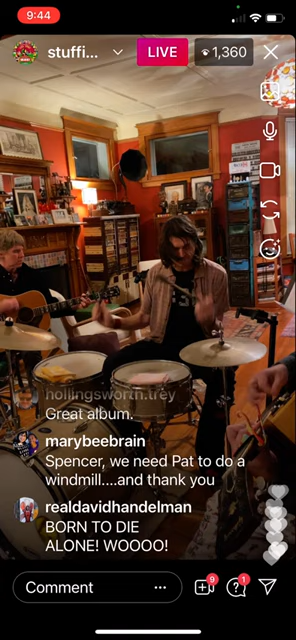 9:44
stuffi...
LIVE
1,360
hollingsworth.trey
Great album.
marybeebrain
Spencer, we need Pat to do a
windmill....and thank you
realdavidhandelman
BORN TO DIE
ALONE! WOOOO!
Comment
9
1